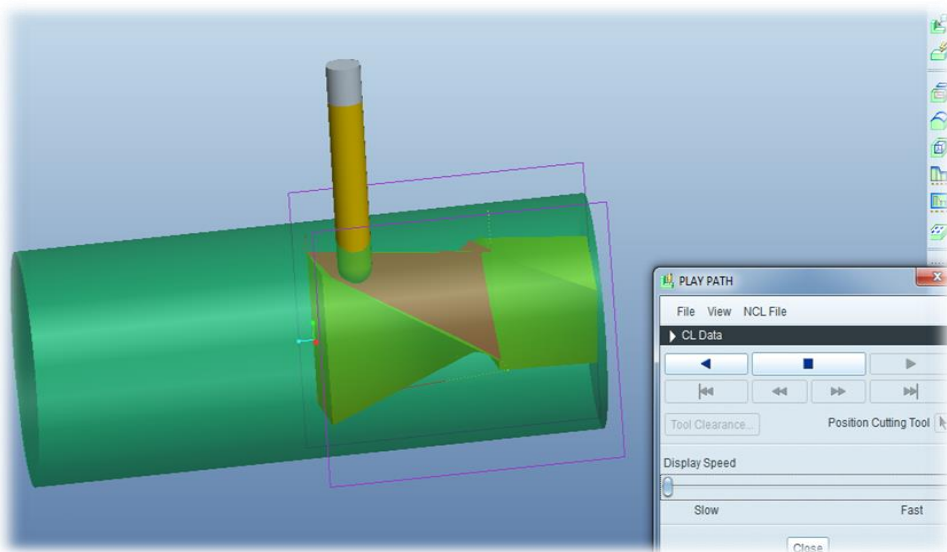 PLAY PATH
File View NCL File
CL Data
Tool Clearance... Position Cutting Tool
Display Speed
Slow Fast
Close